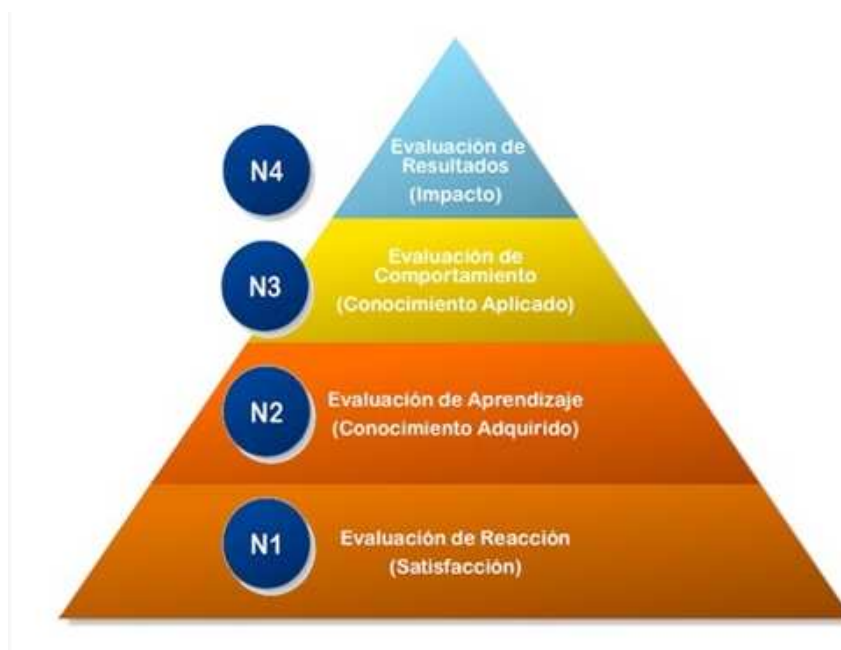 N4
Evaluación de
Resultados
(Impacto)
N3
Evaluación de
Comportamiento
(Conocimiento Aplicado)
N2
Evaluación de Aprendizaje
(Conocimiento Adquirido)
N1
Evaluación de Reacción
(Satisfacción)